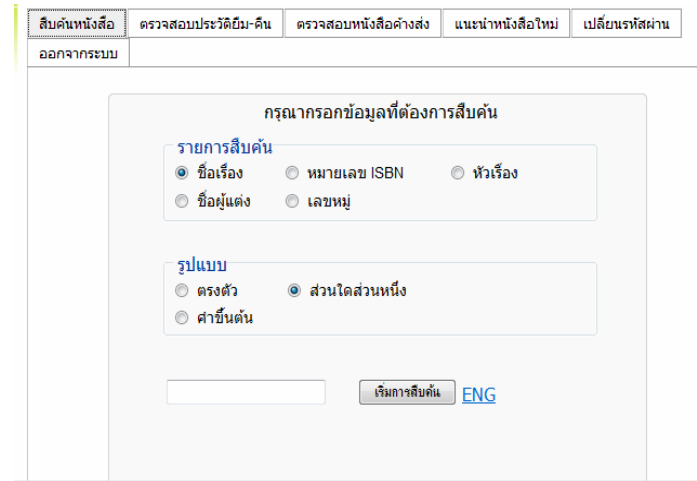 สืบค้นหนังสือ ตรวจสอบประวัติยืม-คืน ตรวจสอบหนังสือค้างส่ง แนะนำหนังสือใหม่ เปลี่ยนรหัสผ่าน
ออกจากระบบ
กรุณากรอกข้อมูลที่ต้องการสืบค้น
รายการสืบค้น
ชื่อเรื่อง หมายเลข ISBN หัวเรื่อง
ชื่อผู้แต่ง เลขหมู่
รูปแบบ
ตรงตัว ส่วนใดส่วนหนึ่ง
คำขึ้นต้น
เริ่มการสืบค้น ENG